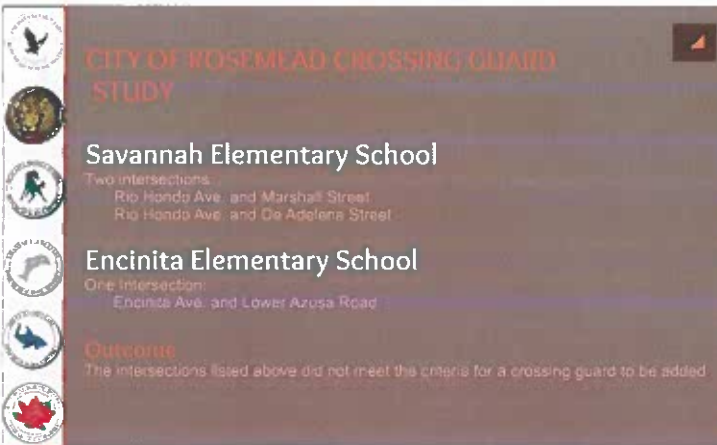 CITY OF ROSEMEAD CROSSING GUARD
STUDY
Savannah Elementary School
Two intersections:
Rio Hondo Ave. and Marshall Street
Rio Hondo Ave. and De Adelena Street
Encinita Elementary School
One Intersection:
Encinita Ave. and Lower Azusa Road
Outcome
The intersections listed above did not meet the criteria for a crossing guard to be added